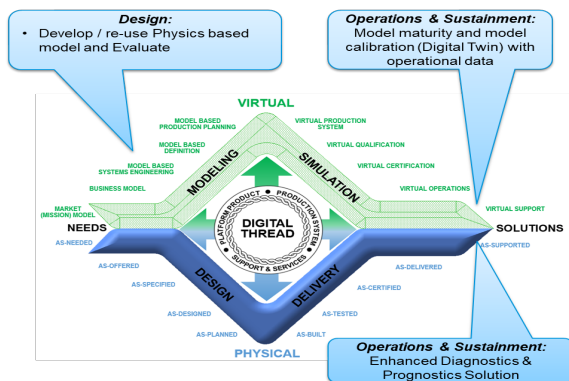 Design:
• Develop / re-use Physics based
model and Evaluate
Operations & Sustainment:
Model maturity and model
calibration (Digital Twin) with
operational data
VIRTUAL
MODEL BASED
PRODUCTION PLANNING
VIRTUAL PRODUCTION
SYSTEM
MODEL BASED
DEFINITION
VIRTUAL QUALIFICATION
MODEL BASED
SYSTEMS ENGINEERING
VIRTUAL CERTIFICATION
BUSINESS MODEL
VIRTUAL OPERATIONS
MARKET
(MISSION) MODEL
VIRTUAL SUPPORT
MODELING
SIMULATION
NEEDS
PLATFORM PRODUCT • PRODUCTION SYSTEM •
DIGITAL
THREAD
SUPPORT & SERVICES •
SOLUTIONS
AS-NEEDED
AS-SUPPORTED
AS-OFFERED
AS-DELIVERED
AS-SPECIFIED
AS-CERTIFIED
DESIGN
DELIVERY
AS-DESIGNED
AS-TESTED
AS-PLANNED
AS-BUILT
PHYSICAL
Operations & Sustainment:
Enhanced Diagnostics &
Prognostics Solution